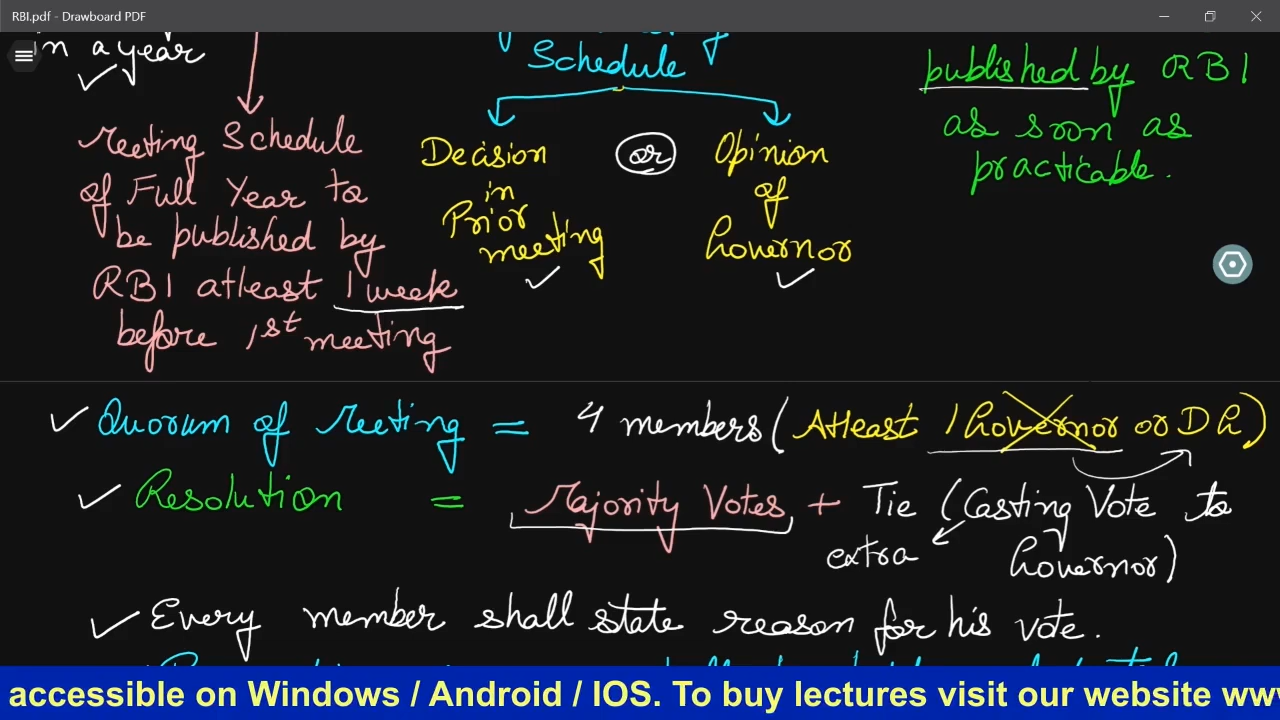 RBI.pdf - Drawboard PDF
in a year
Schedule
published by RBI
as soon as
practicable.
Meeting Schedule
of Full Year to
be published by
RBI atleast 1 week
before 1st meeting
Decision
in
Prior
meeting
or
Opinion
of
Governor
Quorum of Meeting = 4 members (Atleast 1 Governor or DG)
Resolution = Majority Votes + Tie (Casting Vote to
extra Governor)
Every member shall state reason for his vote.
accessible on Windows / Android / IOS. To buy lectures visit our website www